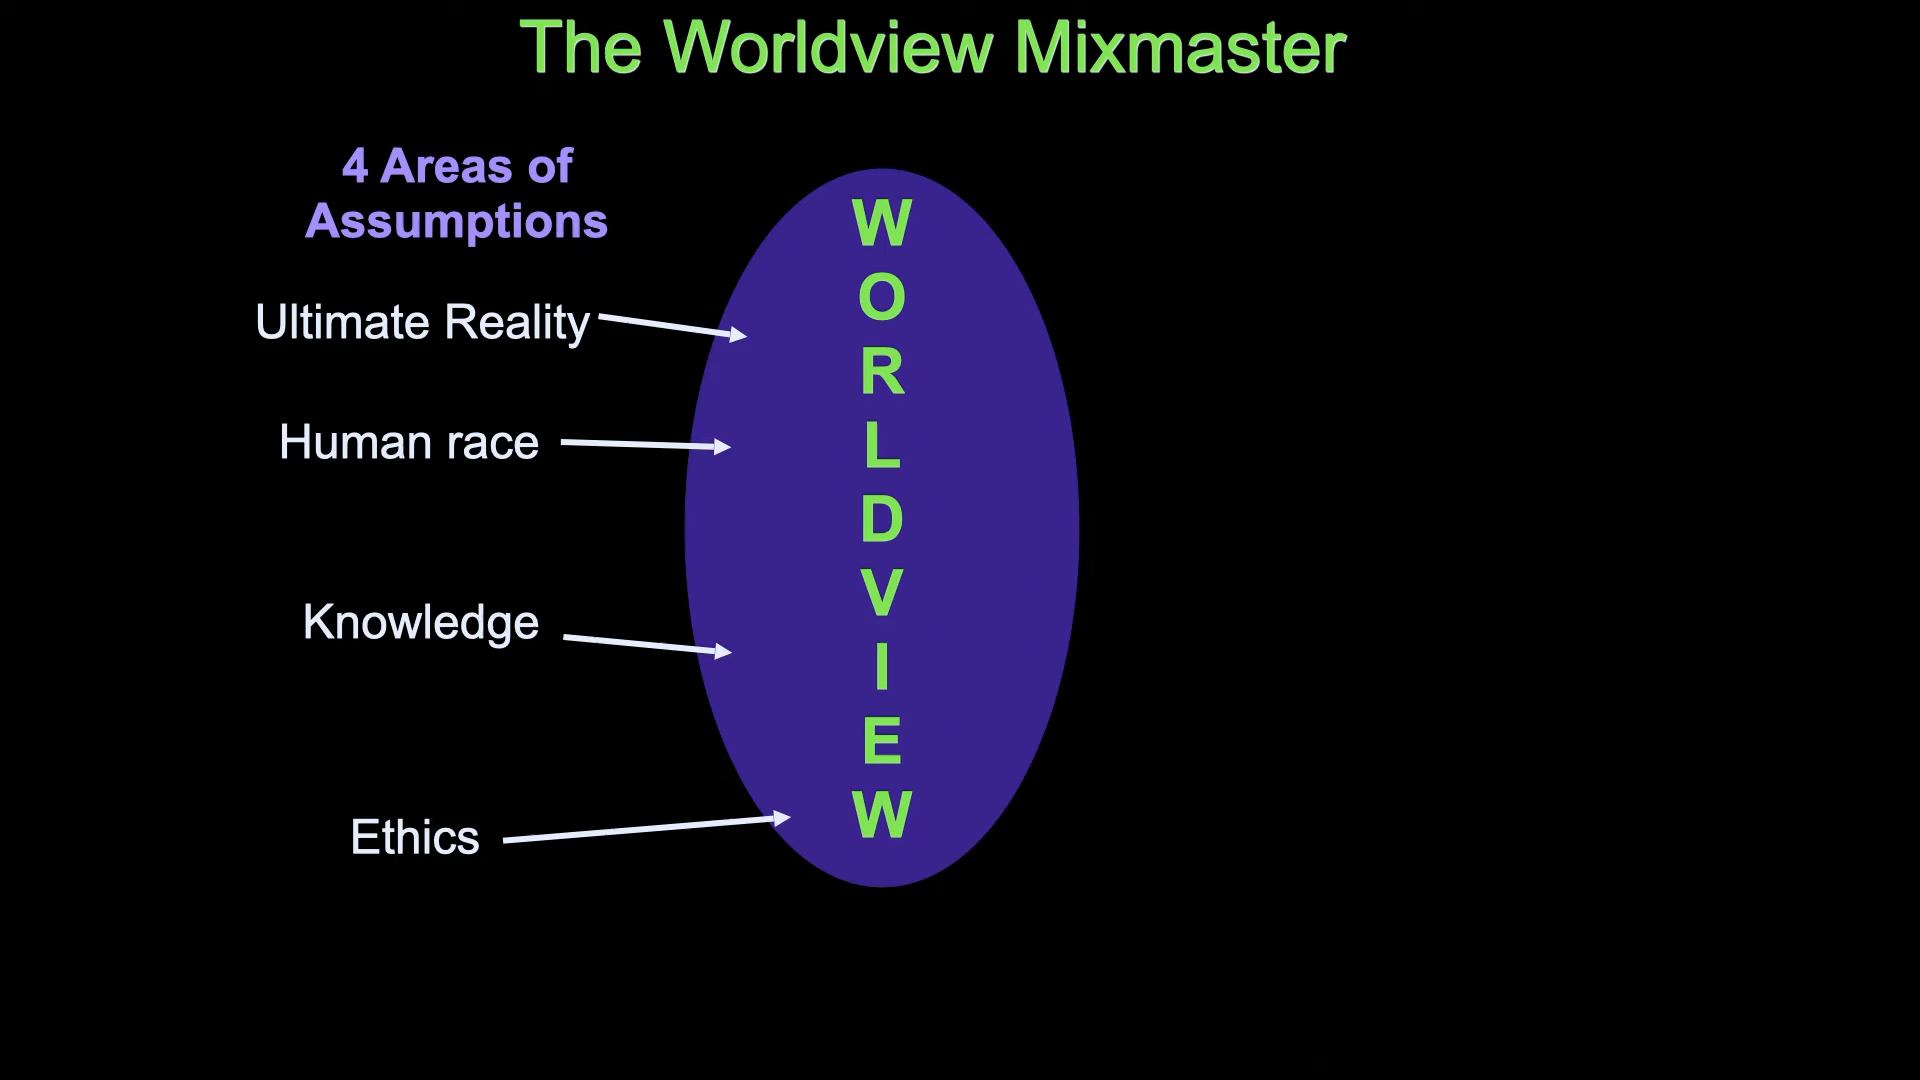 The Worldview Mixmaster
4 Areas of
Assumptions
Ultimate Reality
Human race
Knowledge
Ethics
W
O
R
L
D
V
I
E
W